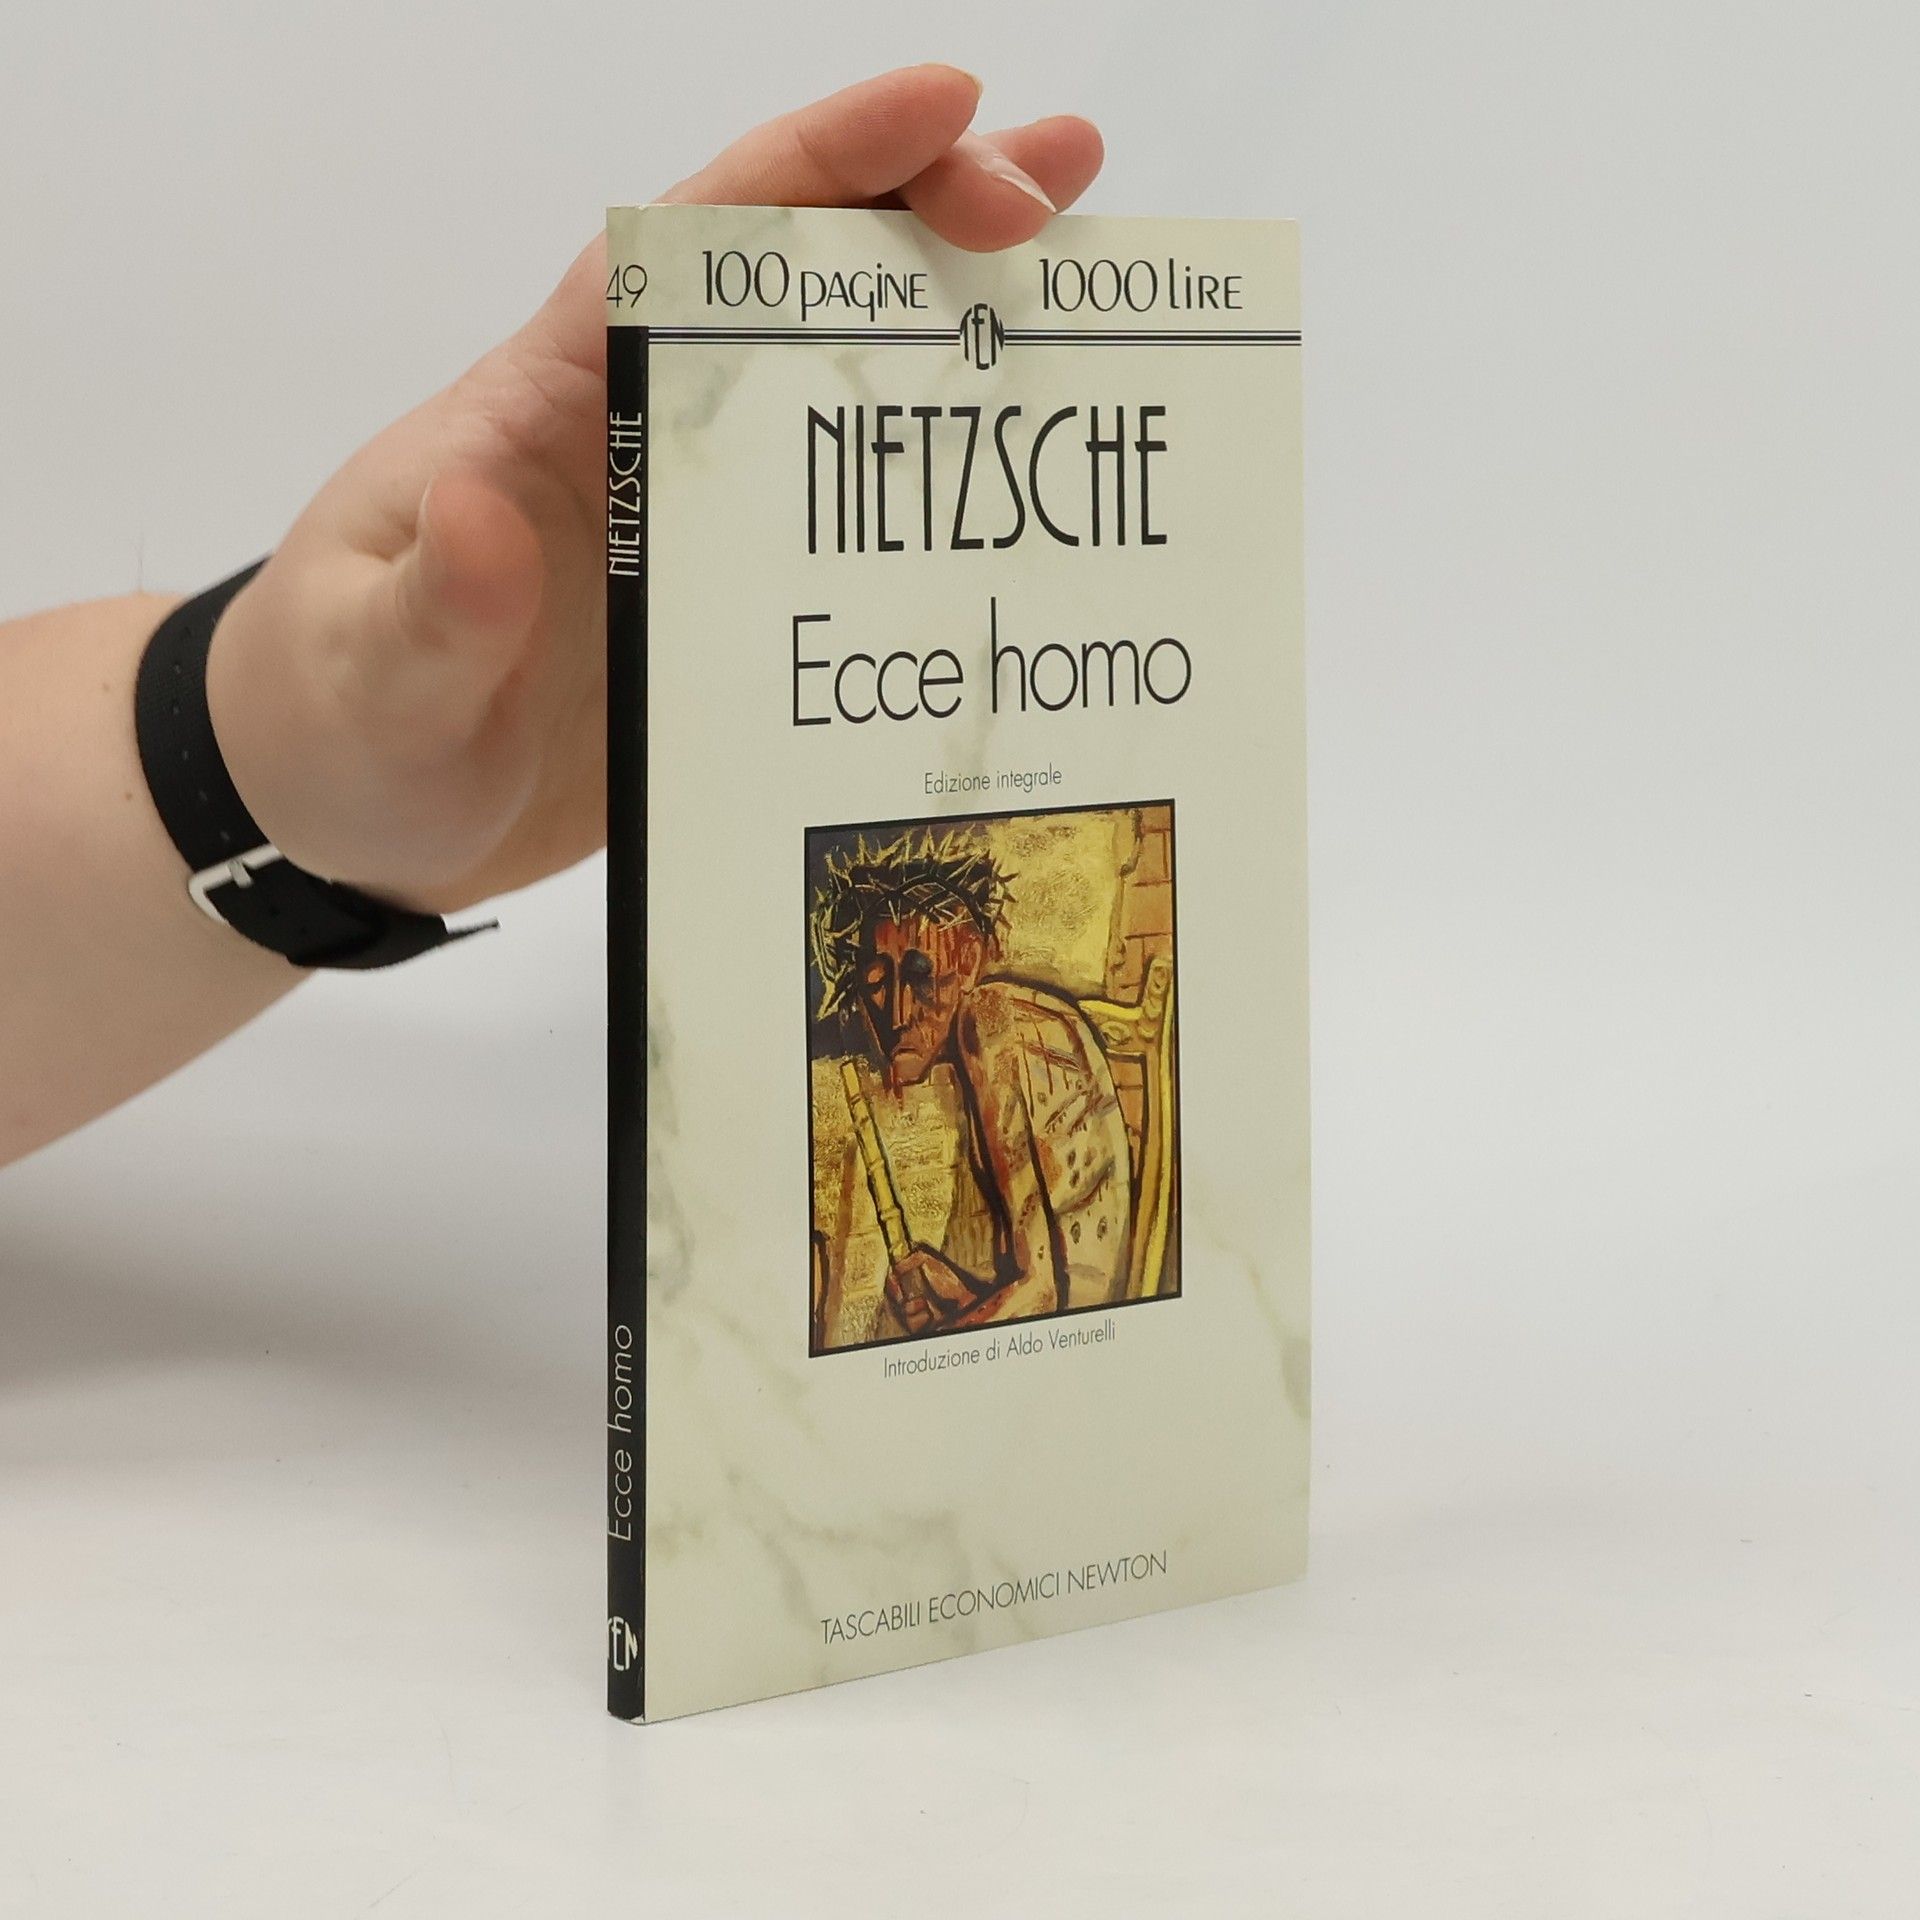 49
NIETZSCHE
Ecce homo
TEN
100 pagine 1000 lire
TEN
NIETZSCHE
Ecce homo
Edizione integrale
Introduzione di Aldo Venturelli
TASCABILI ECONOMICI NEWTON